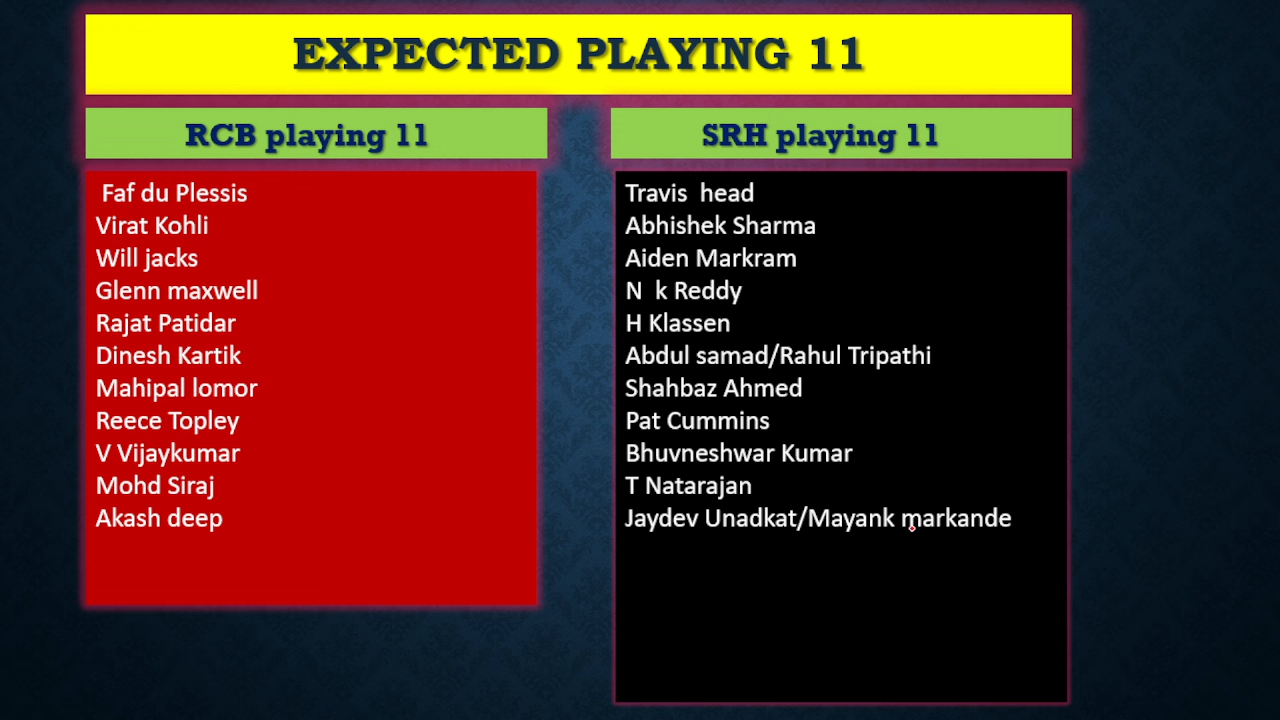 EXPECTED PLAYING 11
RCB playing 11
Faf du Plessis
Virat Kohli
Will jacks
Glenn maxwell
Rajat Patidar
Dinesh Kartik
Mahipal lomor
Reece Topley
V Vijaykumar
Mohd Siraj
Akash deep
SRH playing 11
Travis  head
Abhishek Sharma
Aiden Markram
N  k Reddy
H Klassen
Abdul samad/Rahul Tripathi
Shahbaz Ahmed
Pat Cummins
Bhuvneshwar Kumar
T Natarajan
Jaydev Unadkat/Mayank markande